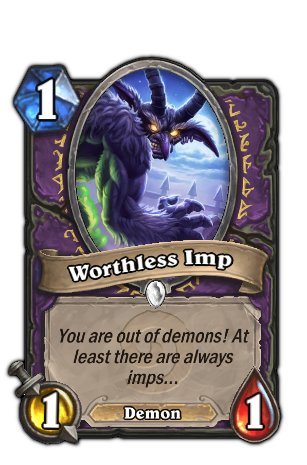 1
Worthless Imp
You are out of demons! At
least there are always
imps...
1
Demon
1